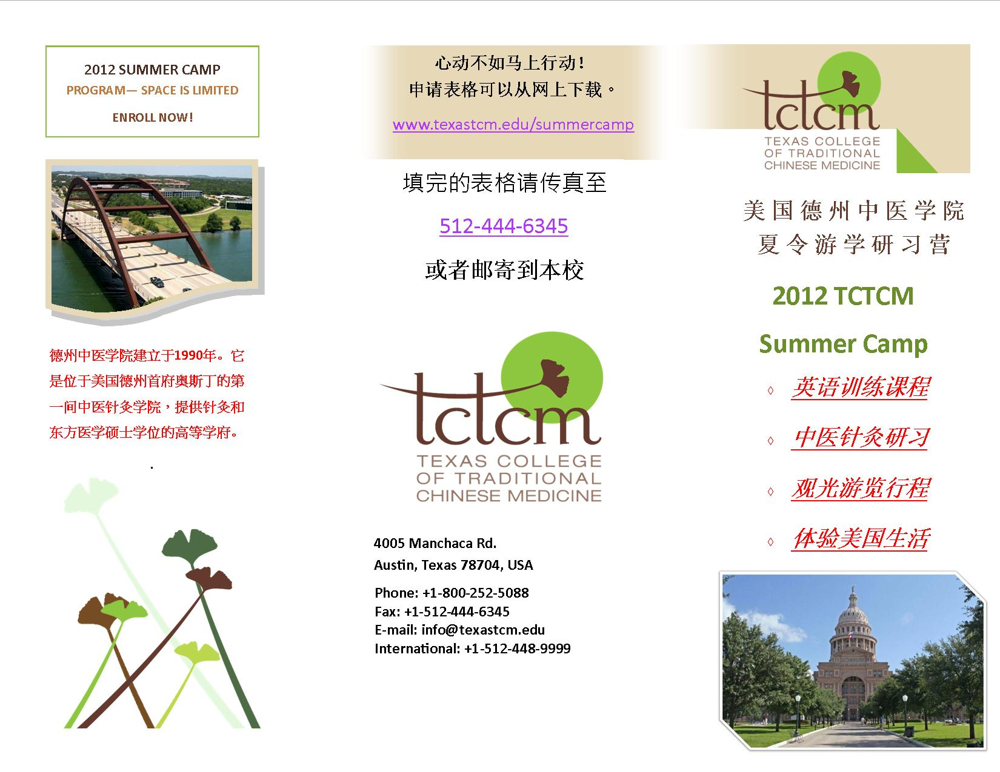 2012 SUMMER CAMP
PROGRAM— SPACE IS LIMITED
ENROLL NOW!
德州中医学院建立于1990年。它
是位于美国德州首府奥斯丁的第
一间中医针灸学院，提供针灸和
东方医学硕士学位的高等学府。
.
心动不如马上行动！
申请表格可以从网上下载。
www.texastcm.edu/summercamp
填完的表格请传真至
512-444-6345
或者邮寄到本校
tctcm
TEXAS COLLEGE
OF TRADITIONAL
CHINESE MEDICINE
4005 Manchaca Rd.
Austin, Texas 78704, USA
Phone: +1-800-252-5088
Fax: +1-512-444-6345
E-mail: info@texastcm.edu
International: +1-512-448-9999
tctcm
TEXAS COLLEGE
OF TRADITIONAL
CHINESE MEDICINE
美国德州中医学院
夏令游学研习营
2012 TCTCM
Summer Camp
◊ 英语训练课程
◊ 中医针灸研习
◊ 观光游览行程
◊ 体验美国生活